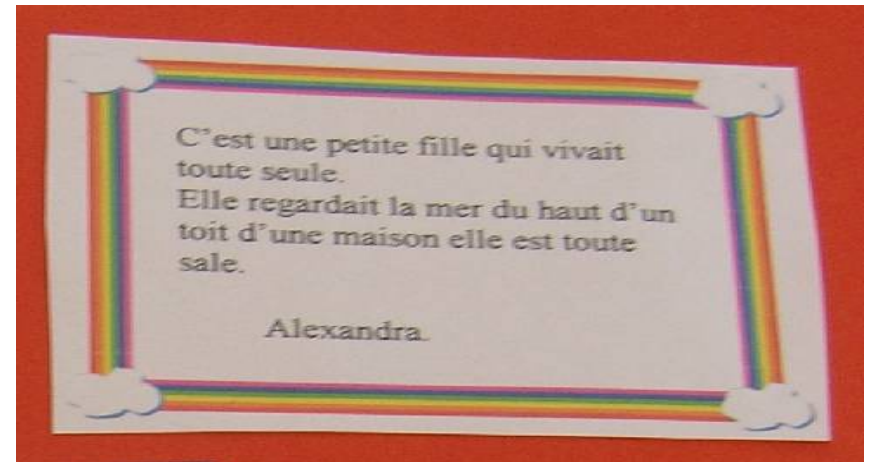 C'est une petite fille qui vivait
toute seule.
Elle regardait la mer du haut d'un
toit d'une maison elle est toute
sale.
Alexandra.